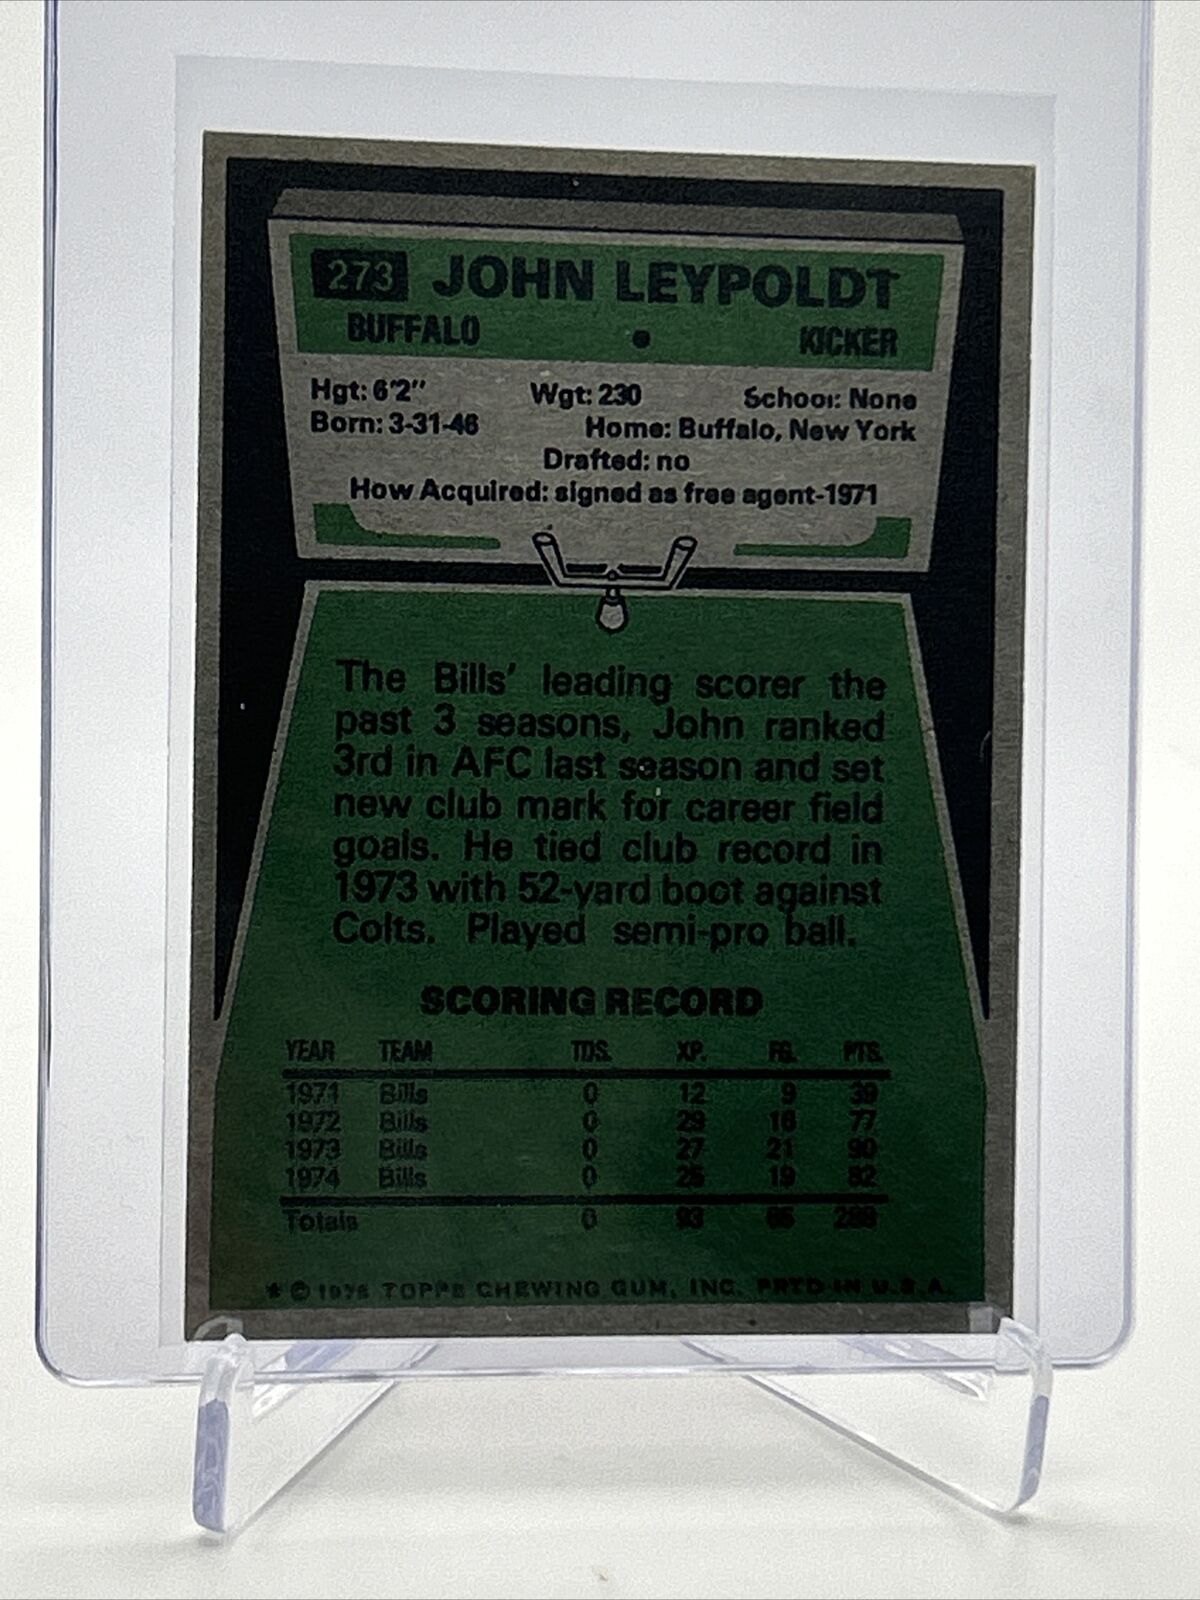 273 JOHN LEYPOLDT
BUFFALO • KICKER
Hgt: 6'2" Wgt: 230 School: None
Born: 3-31-46 Home: Buffalo, New York
Drafted: no
How Acquired: signed as free agent-1971
The Bills' leading scorer the
past 3 seasons, John ranked
3rd in AFC last season and set
new club mark for career field
goals. He tied club record in
1973 with 52-yard boot against
Colts. Played semi-pro ball.
SCORING RECORD
YEAR TEAM TDS. XP. FG. PTS.
1971 Bills 0 12 9 39
1972 Bills 0 29 16 77
1973 Bills 0 27 21 90
1974 Bills 0 25 19 82
Totals 0 93 65 288
★ © 1975 TOPPS CHEWING GUM, INC. PRTD IN U.S.A.